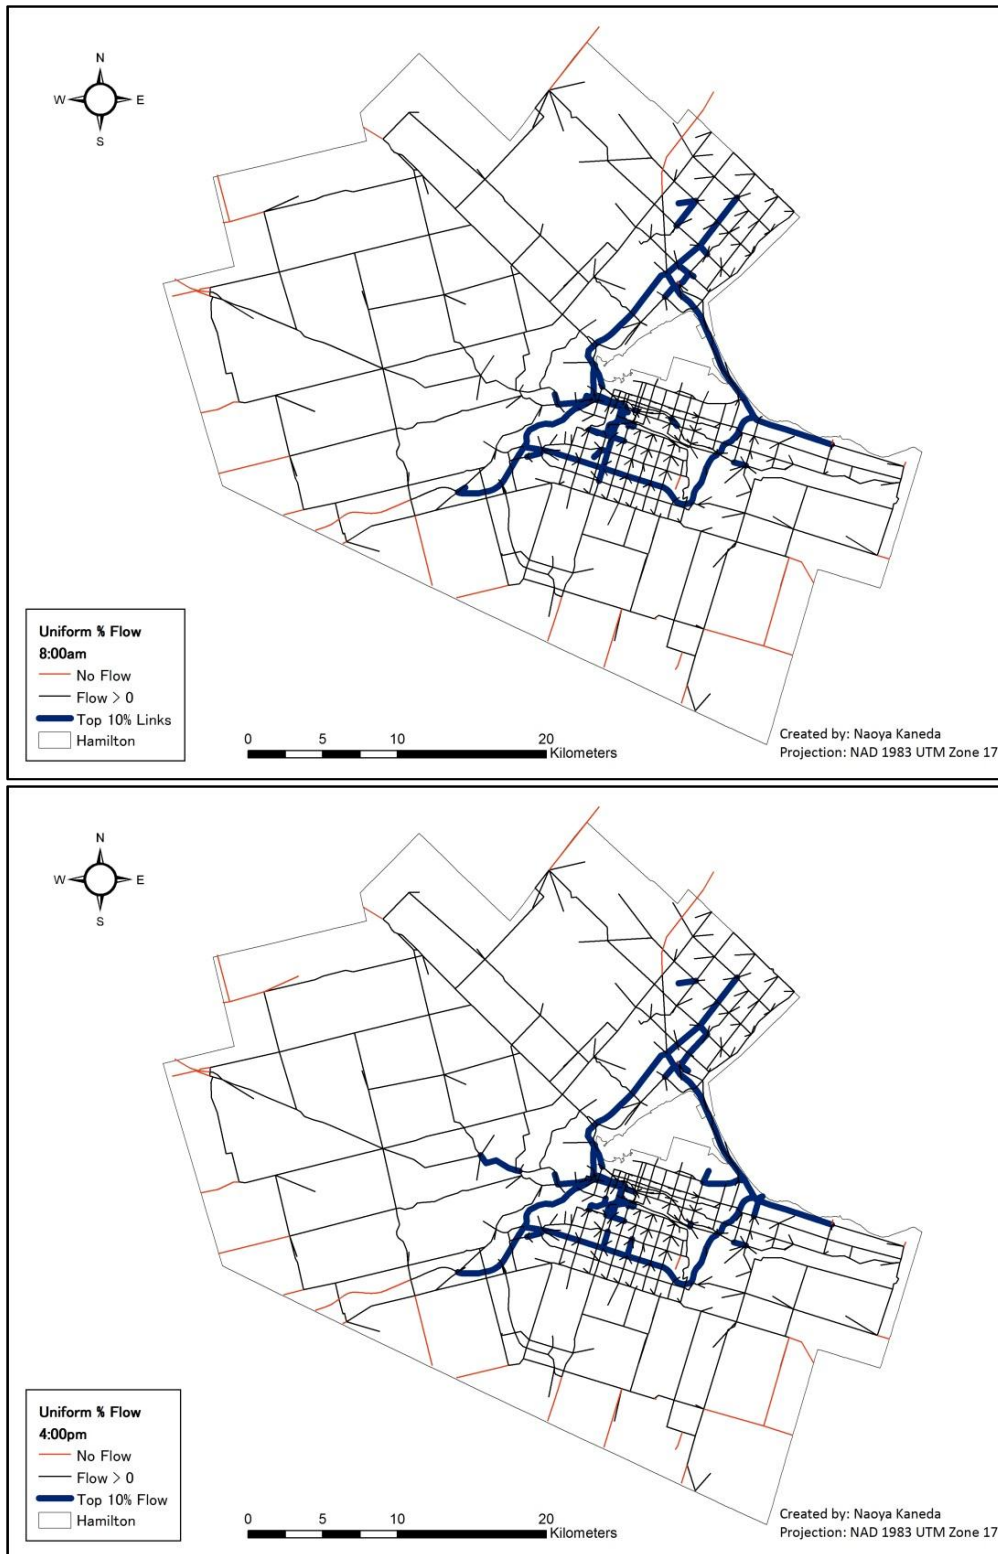 N
W E
S
Uniform % Flow
8:00am
No Flow
Flow > 0
Top 10% Links
Hamilton
0 5 10 20
Kilometers
Created by: Naoya Kaneda
Projection: NAD 1983 UTM Zone 17
N
W E
S
Uniform % Flow
4:00pm
No Flow
Flow > 0
Top 10% Flow
Hamilton
0 5 10 20
Kilometers
Created by: Naoya Kaneda
Projection: NAD 1983 UTM Zone 17